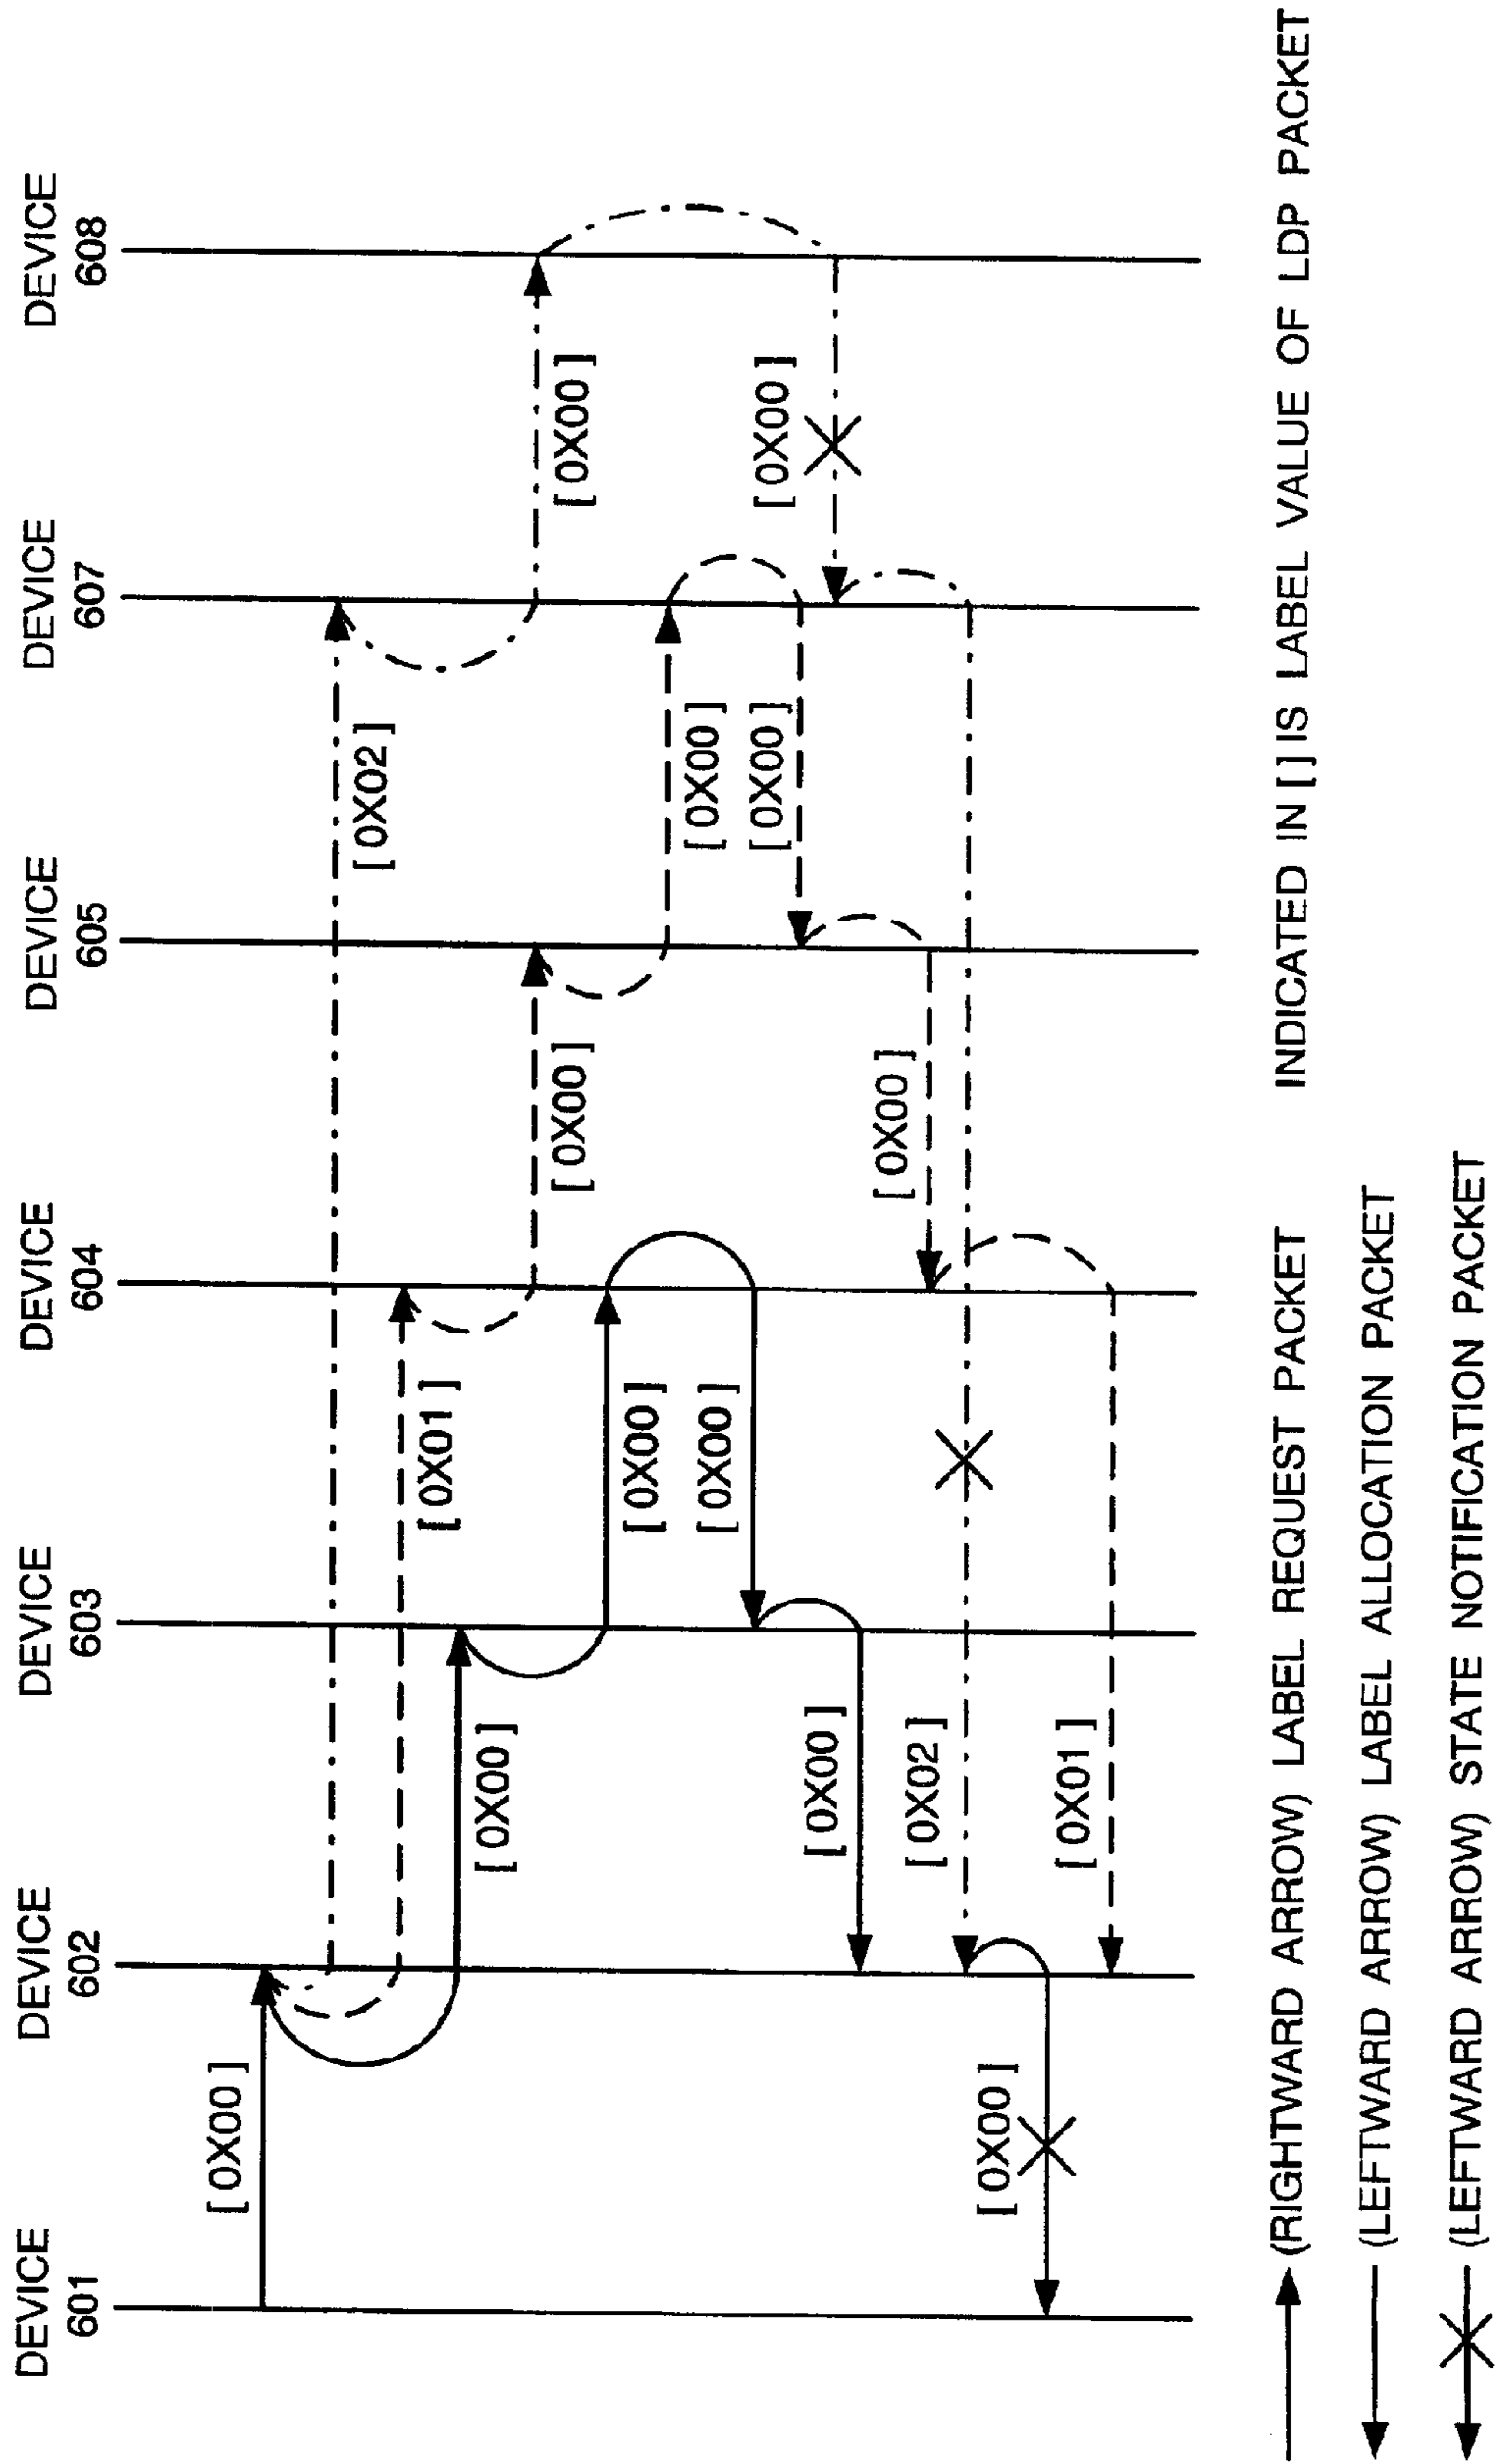 DEVICE 601
DEVICE 602
DEVICE 603
DEVICE 604
DEVICE 605
DEVICE 607
DEVICE 608
[0X00]
[0X02]
[0X01]
[0X00]
[0X00]
[0X00]
[0X00]
[0X00]
[0X00]
[0X00]
[0X00]
[0X00]
[0X00]
[0X02]
[0X00]
[0X01]
(RIGHTWARD ARROW) LABEL REQUEST PACKET
INDICATED IN [ ] IS LABEL VALUE OF LDP PACKET
(LEFTWARD ARROW) LABEL ALLOCATION PACKET
(LEFTWARD ARROW) STATE NOTIFICATION PACKET